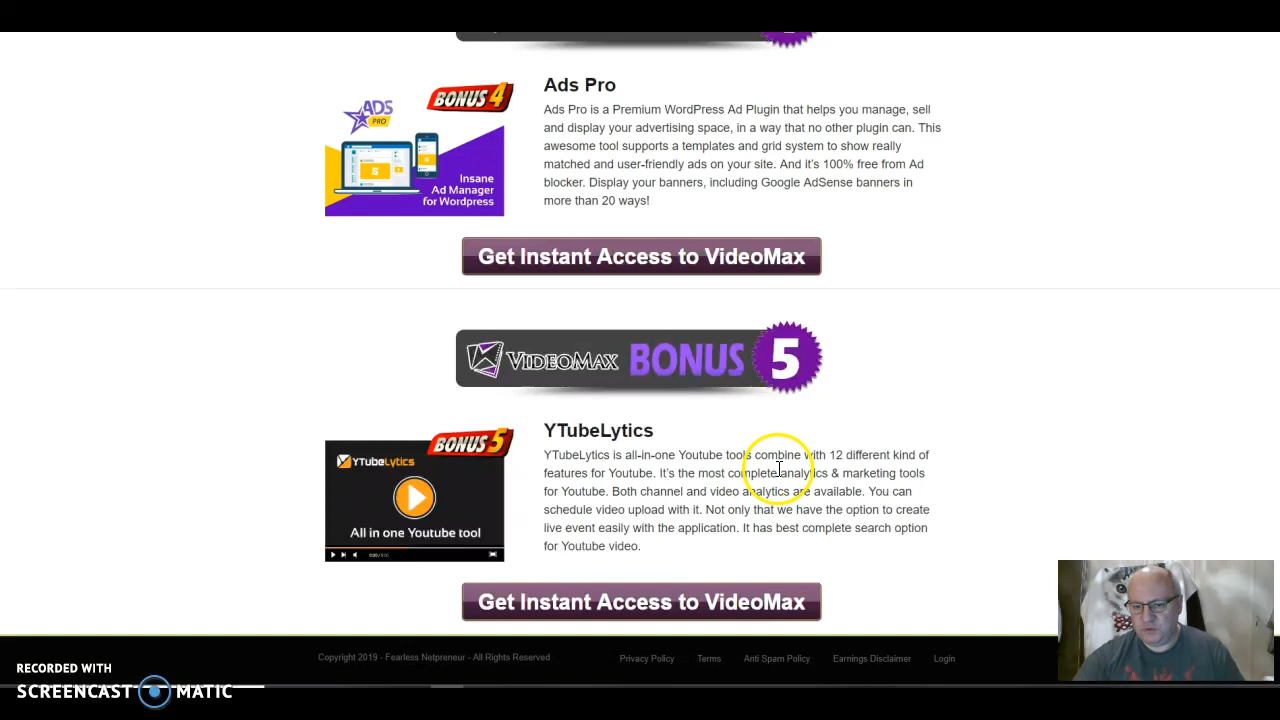 Ads Pro
BONUS 4
ADS
PRO
Insane
Ad Manager
for Wordpress
Ads Pro is a Premium WordPress Ad Plugin that helps you manage, sell
and display your advertising space, in a way that no other plugin can. This
awesome tool supports a templates and grid system to show really
matched and user-friendly ads on your site. And it's 100% free from Ad
blocker. Display your banners, including Google AdSense banners in
more than 20 ways!
Get Instant Access to VideoMax
VIDEOMAX BONUS 5
YTubeLytics
BONUS 5
YTUBELYTICS
All in one Youtube tool
YTubeLytics is all-in-one Youtube tools combine with 12 different kind of
features for Youtube. It's the most complete analytics & marketing tools
for Youtube. Both channel and video analytics are available. You can
schedule video upload with it. Not only that we have the option to create
live event easily with the application. It has best complete search option
for Youtube video.
Get Instant Access to VideoMax
Copyright 2019 - Fearless Netpreneur - All Rights Reserved
Privacy Policy Terms Anti Spam Policy Earnings Disclaimer Login
RECORDED WITH
SCREENCAST MATIC